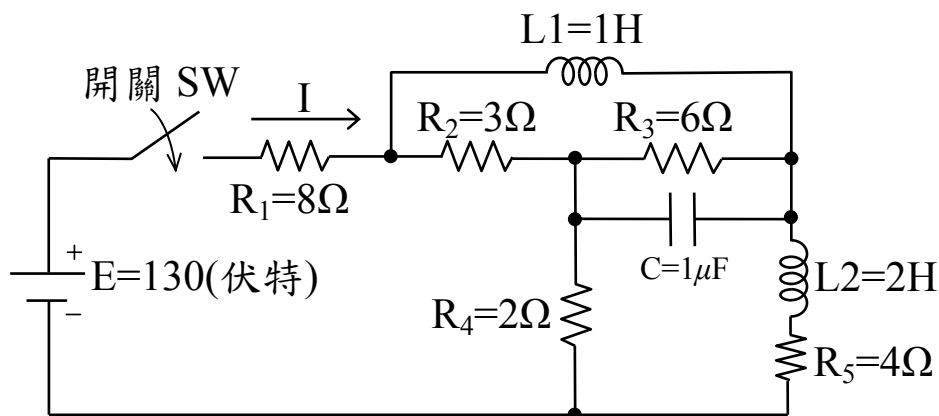 L1=1H
開關 SW
I
R₂=3Ω
R₃=6Ω
R₁=8Ω
+
E=130(伏特)
−
C=1μF
L2=2H
R₄=2Ω
R₅=4Ω